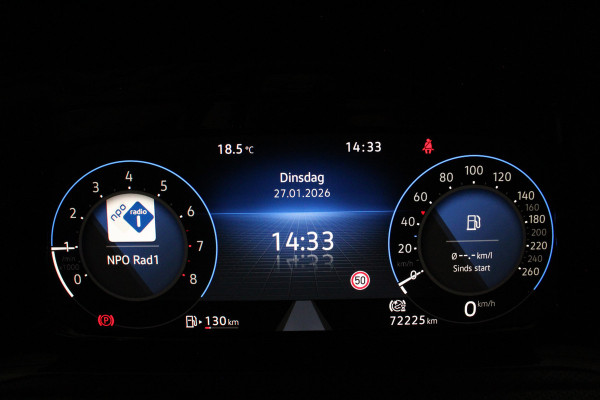 18.5 °C
14:33
Dinsdag
27.01.2026
14:33
50
0 1 2 3 4 5 6 7 8
npo radio 1
NPO Rad1
0 20 40 60 80 100 120 140 160 180 200 220 240 260
km/h
Ø--.-km/l
Sinds start
(P)
130 km
72225 km
0 km/h